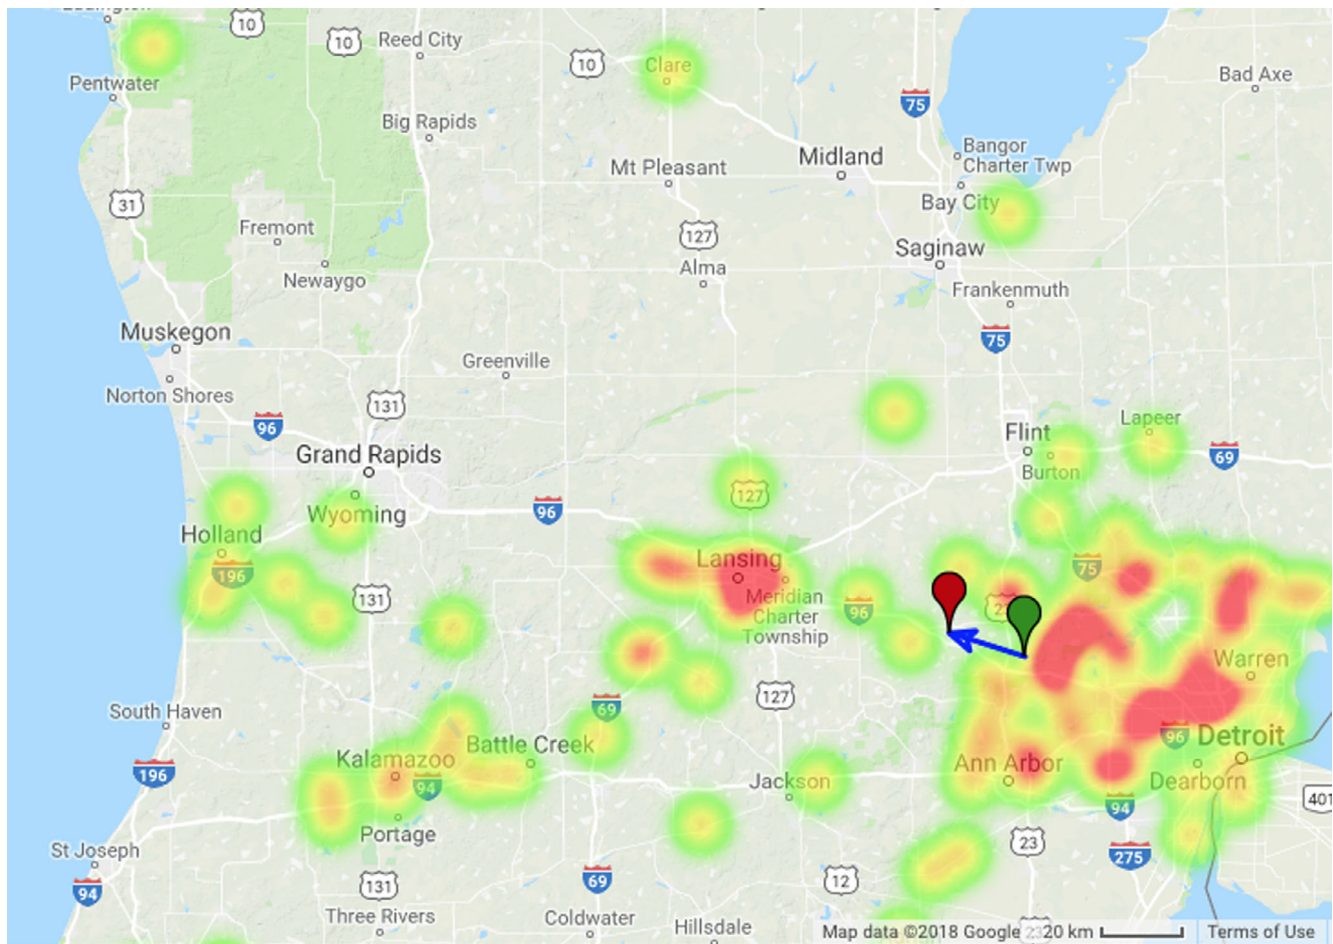 Ludington
10
10
Reed City
10
Clare
Pentwater
Bad Axe
75
Big Rapids
Bangor
Charter Twp
Midland
Mt Pleasant
31
Bay City
Fremont
127
Saginaw
Alma
Newaygo
Frankenmuth
Muskegon
75
Greenville
Norton Shores
131
96
Lapeer
Flint
Grand Rapids
69
Burton
127
96
Wyoming
Holland
Lansing
75
196
131
96
Meridian
Charter
Township
Warren
127
69
South Haven
96
Detroit
Kalamazoo
Battle Creek
Ann Arbor
196
94
Jackson
Dearborn
401
94
Portage
23
St Joseph
275
131
69
12
94
Three Rivers
Coldwater
Hillsdale
23
Map data ©2018 Google
20 km
Terms of Use